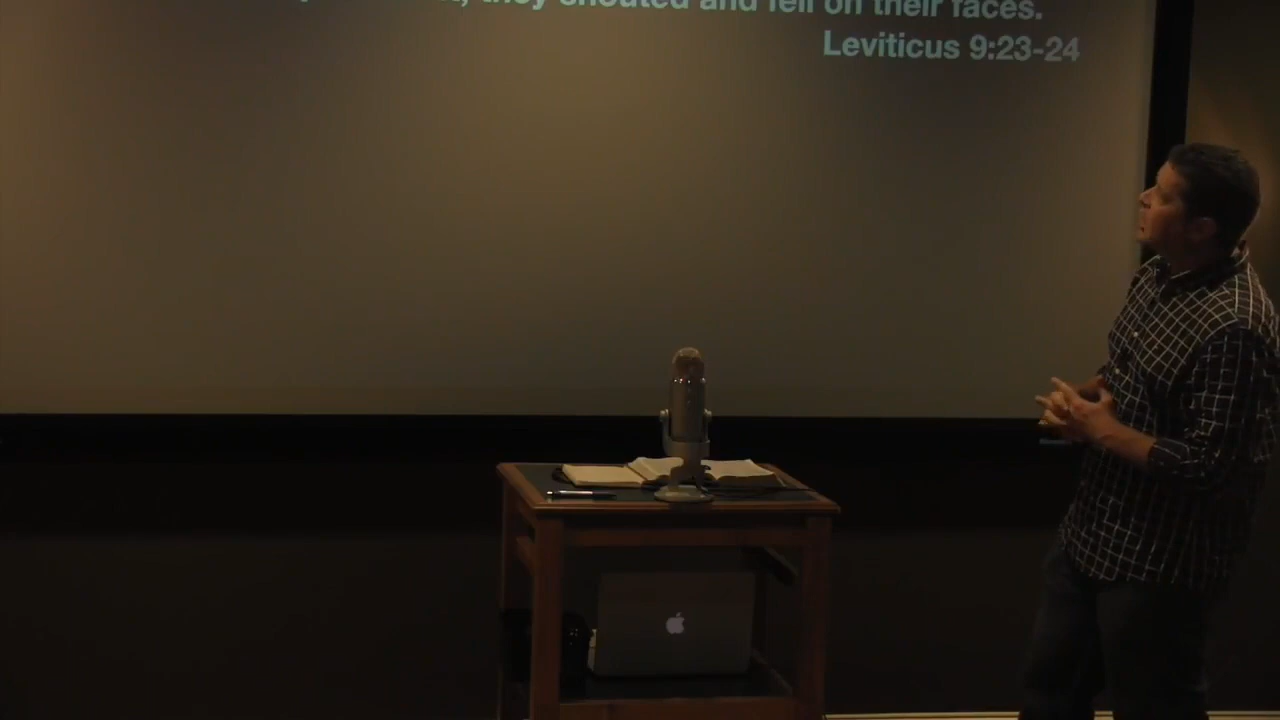 they shouted and fell on their faces.
Leviticus 9:23-24